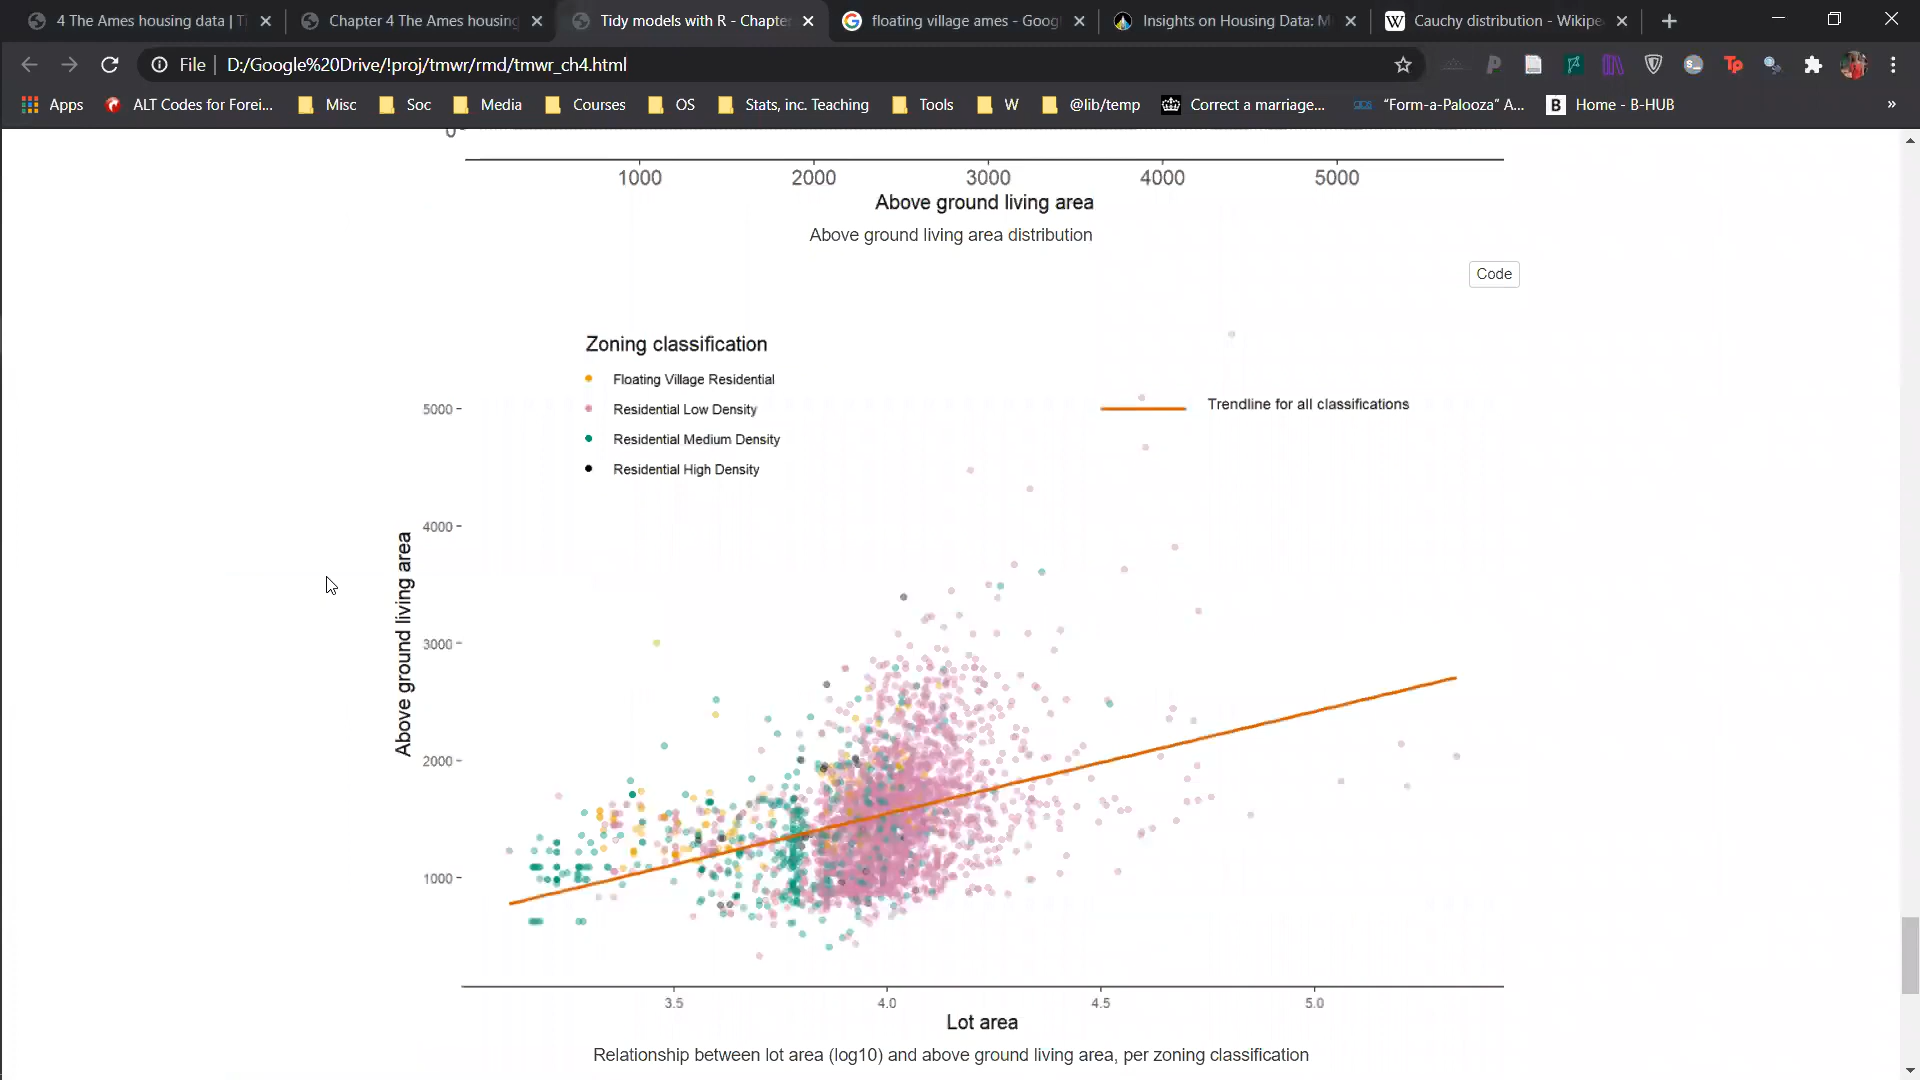 4 The Ames housing data | Ti
Chapter 4 The Ames housing
Tidy models with R - Chapte
floating village ames - Goog
Insights on Housing Data: M
Cauchy distribution - Wikipe
File | D:/Google%20Drive/!proj/tmwr/rmd/tmwr_ch4.html
Apps
ALT Codes for Forei...
Misc
Soc
Media
Courses
OS
Stats, inc. Teaching
Tools
W
@lib/temp
Correct a marriage...
"Form-a-Palooza" A...
B
Home - B-HUB
»
0
1000 2000 3000 4000 5000
Above ground living area
Above ground living area distribution
Code
Zoning classification
Floating Village Residential
Residential Low Density
Residential Medium Density
Residential High Density
Trendline for all classifications
5000
4000
3000
2000
1000
Above ground living area
3.5 4.0 4.5 5.0
Lot area
Relationship between lot area (log10) and above ground living area, per zoning classification